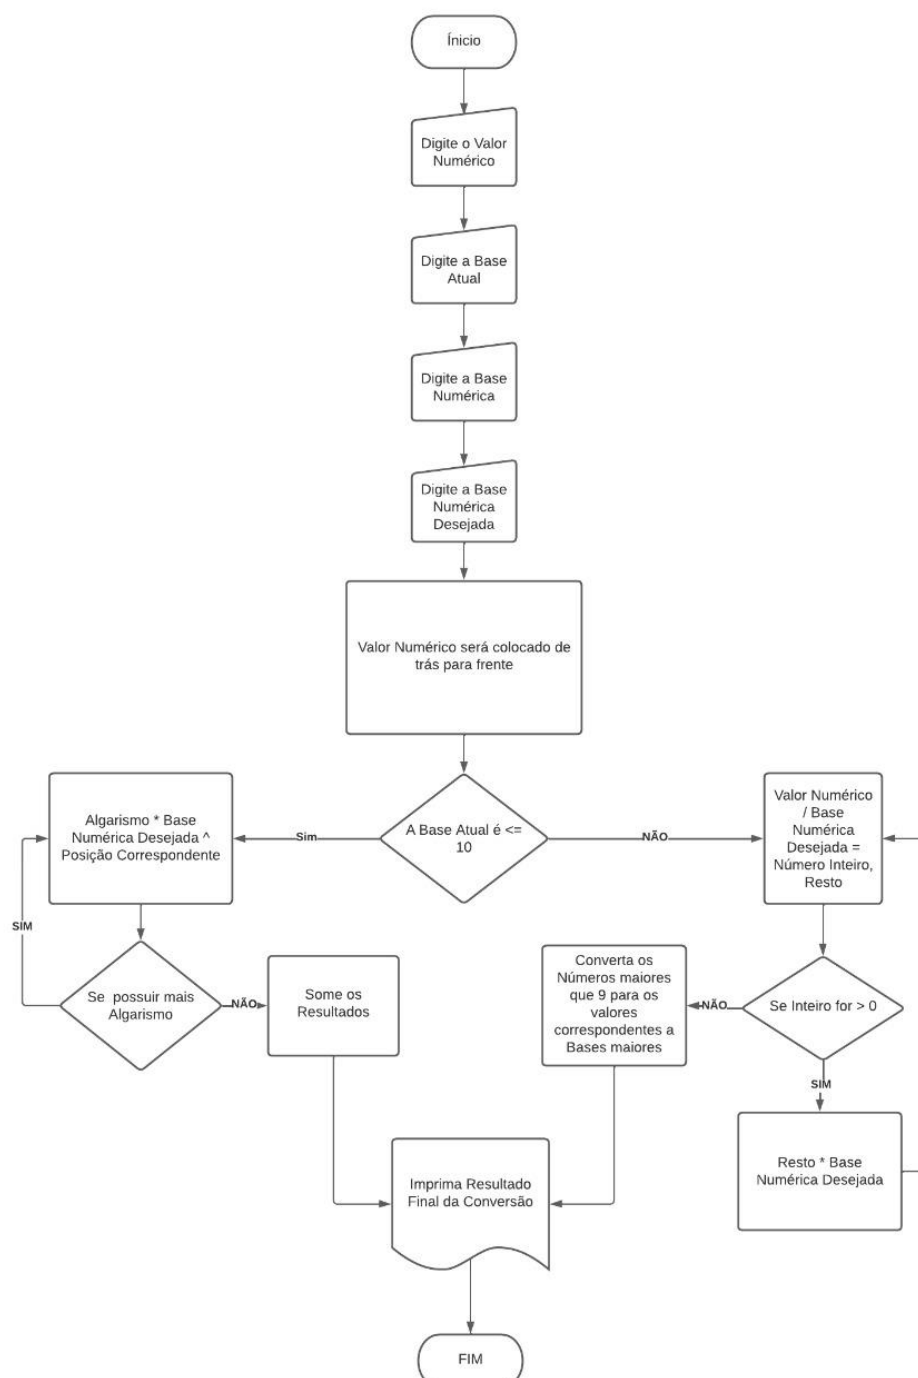 Ínicio
Digite o Valor
Numérico
Digite a Base
Atual
Digite a Base
Numérica
Digite a Base
Numérica
Desejada
Valor Numérico será colocado de
trás para frente
A Base Atual é <=
10
Sim
NÃO
Algarismo * Base
Numérica Desejada ^
Posição Correspondente
SIM
Se possuir mais
Algarismo
NÃO
Some os
Resultados
Valor Numérico
/ Base
Numérica
Desejada =
Número Inteiro,
Resto
Se Inteiro for > 0
NÃO
Converta os
Números maiores
que 9 para os
valores
correspondentes a
Bases maiores
SIM
Resto * Base
Numérica Desejada
Imprima Resultado
Final da Conversão
FIM